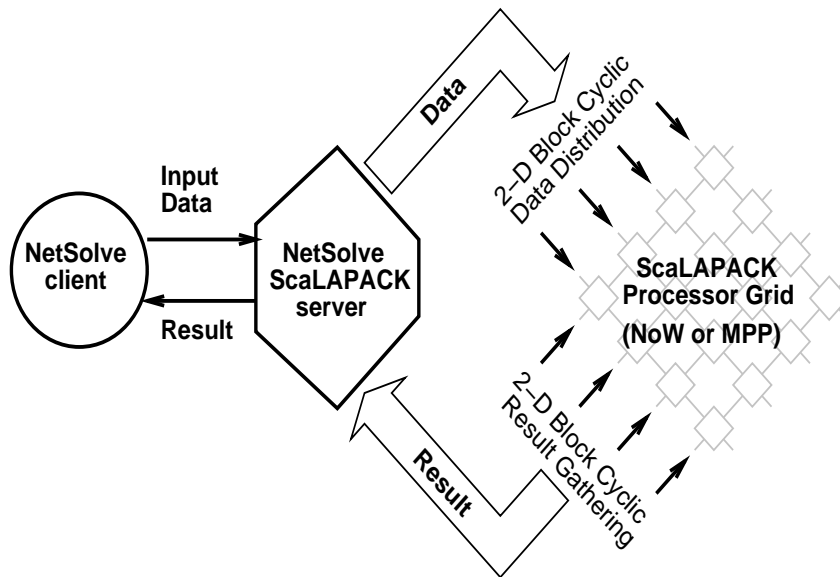 Data
2–D Block Cyclic
Data Distribution
Input
Data
NetSolve
client
NetSolve
ScaLAPACK
server
Result
ScaLAPACK
Processor Grid
(NoW or MPP)
2–D Block Cyclic
Result Gathering
Result